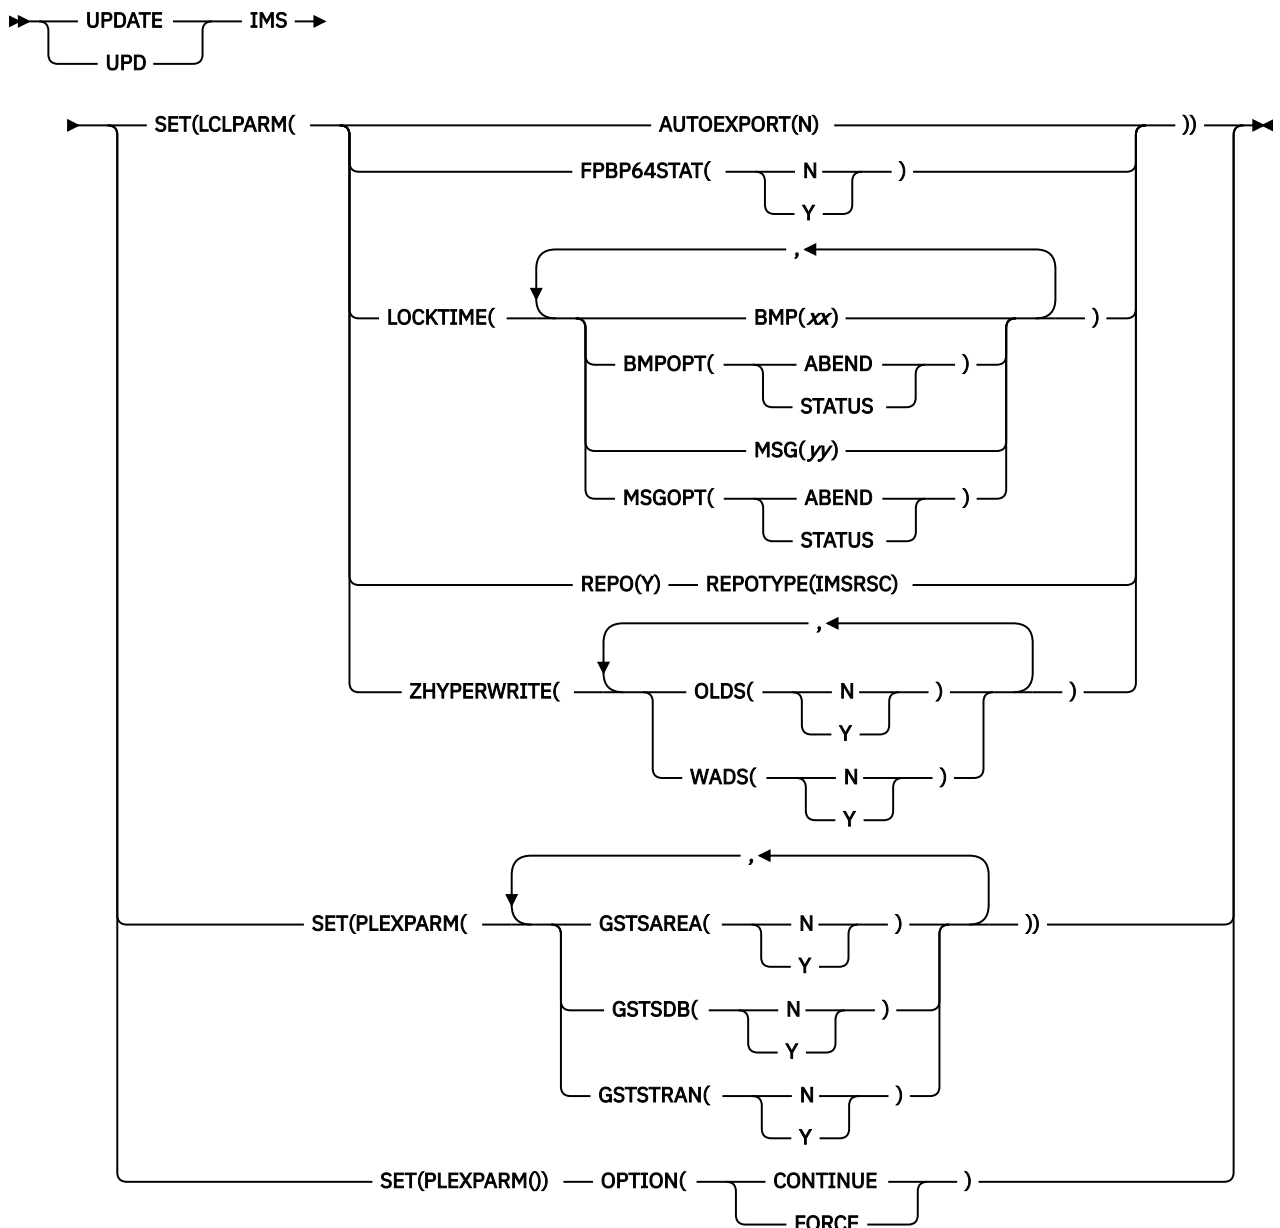 UPDATE IMS
UPD
SET(LCLPARM( AUTOEXPORT(N) ))
FPBP64STAT( N )
Y
,
LOCKTIME( BMP(xx) )
BMPOPT( ABEND )
STATUS
MSG(yy)
MSGOPT( ABEND )
STATUS
REPO(Y) REPOTYPE(IMSRSC)
,
ZHYPERWRITE( OLDS( N ) )
Y
WADS( N )
Y
,
SET(PLEXPARM( GSTSAREA( N ) ))
Y
GSTSDB( N )
Y
GSTSTRAN( N )
Y
SET(PLEXPARM()) OPTION( CONTINUE )
FORCE